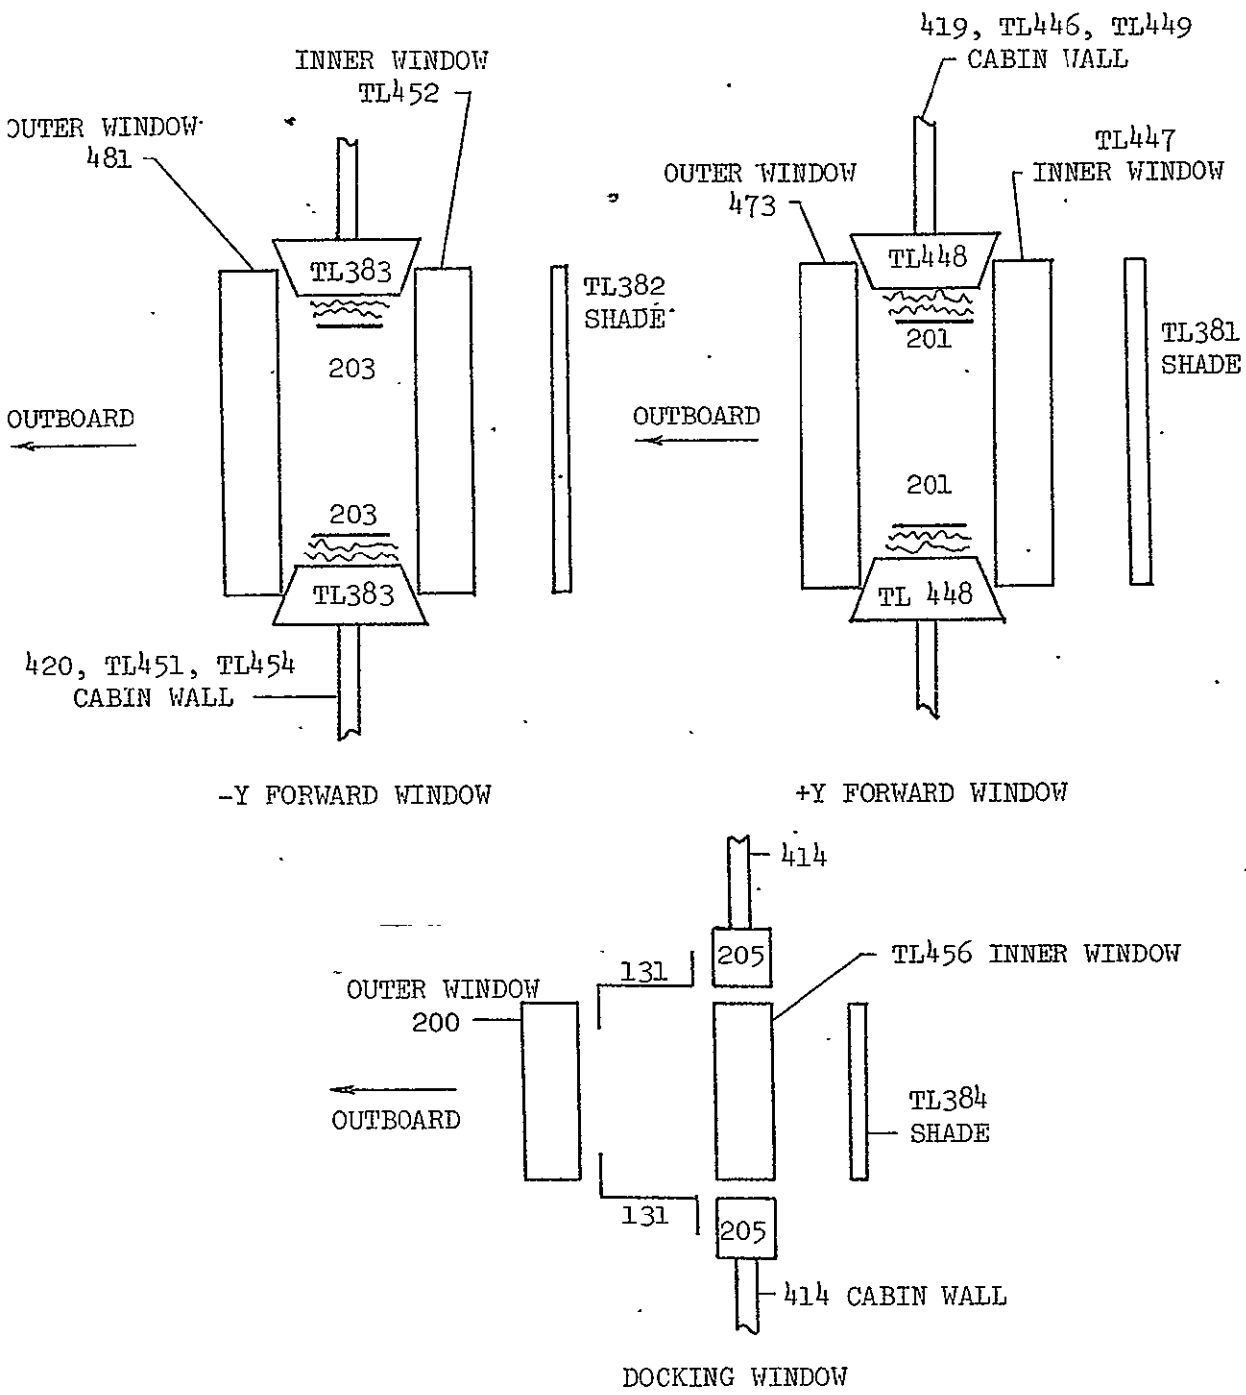 INNER WINDOW
TL452
OUTER WINDOW
481
TL383
TL382
SHADE
203
OUTBOARD
203
TL383
420, TL451, TL454
CABIN WALL
-Y FORWARD WINDOW
419, TL446, TL449
CABIN WALL
TL447
INNER WINDOW
OUTER WINDOW
473
TL448
201
TL381
SHADE
OUTBOARD
201
TL 448
+Y FORWARD WINDOW
414
205
TL456 INNER WINDOW
131
OUTER WINDOW
200
OUTBOARD
TL384
SHADE
131
205
414 CABIN WALL
DOCKING WINDOW